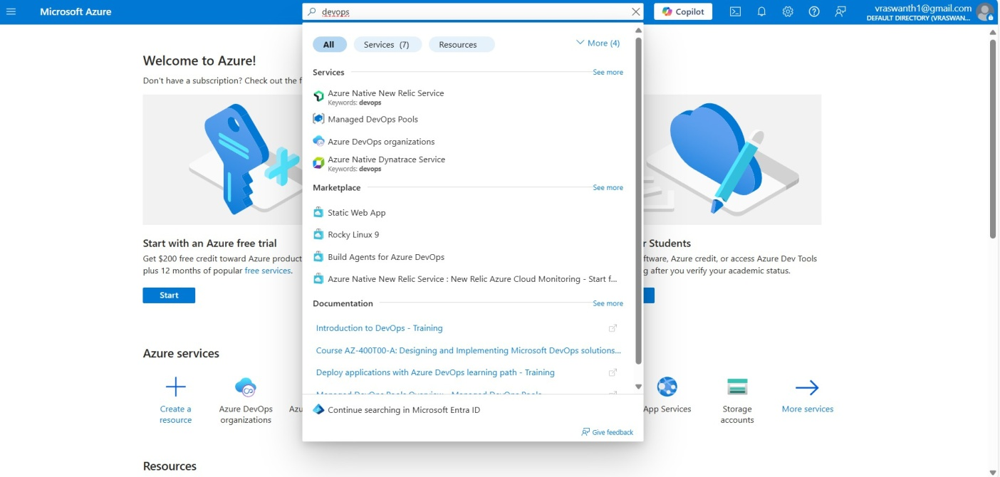 Microsoft Azure
devops
Copilot
vraswanth1@gmail.com
DEFAULT DIRECTORY (VRASWAN...
Welcome to Azure!
Don't have a subscription? Check out the f
All
Services (7)
Resources
More (4)
Services
See more
Azure Native New Relic Service
Keywords: devops
Managed DevOps Pools
Azure DevOps organizations
Azure Native Dynatrace Service
Keywords: devops
Marketplace
See more
Static Web App
Rocky Linux 9
Build Agents for Azure DevOps
Azure Native New Relic Service : New Relic Azure Cloud Monitoring - Start f...
Documentation
See more
Introduction to DevOps - Training
Course AZ-400T00-A: Designing and Implementing Microsoft DevOps solutions...
Deploy applications with Azure DevOps learning path - Training
Managed DevOps Pools Overview - Managed DevOps Pools
Continue searching in Microsoft Entra ID
Give feedback
Start with an Azure free trial
Get $200 free credit toward Azure product
plus 12 months of popular free services.
Start
r Students
ftware, Azure credit, or access Azure Dev Tools
g after you verify your academic status.
Azure services
Create a
resource
Azure DevOps
organizations
Azu
App Services
Storage
accounts
More services
Resources